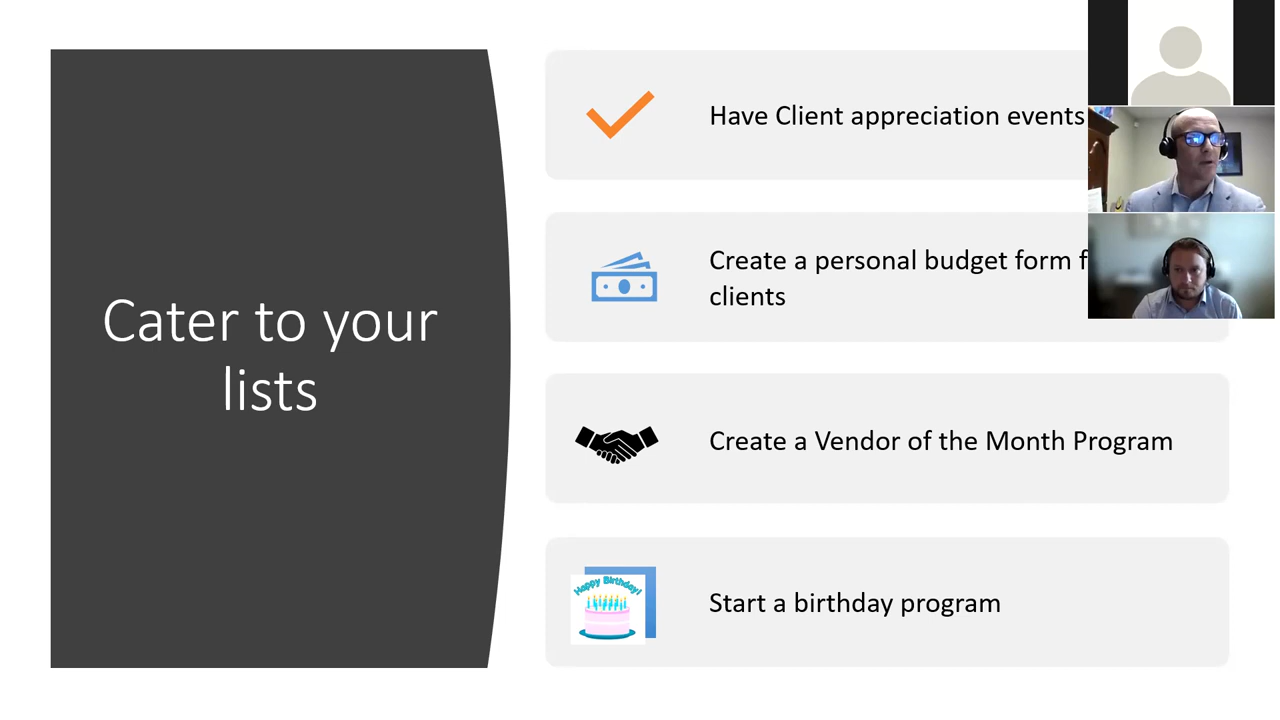 Cater to your
lists
Have Client appreciation events
Create a personal budget form
clients
Create a Vendor of the Month Program
Happy Birthday!
Start a birthday program